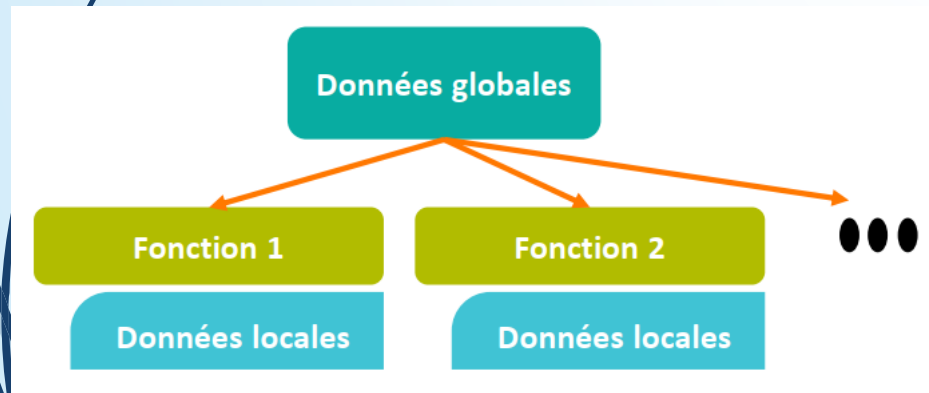 Données globales
Fonction 1
Fonction 2
Données locales
Données locales